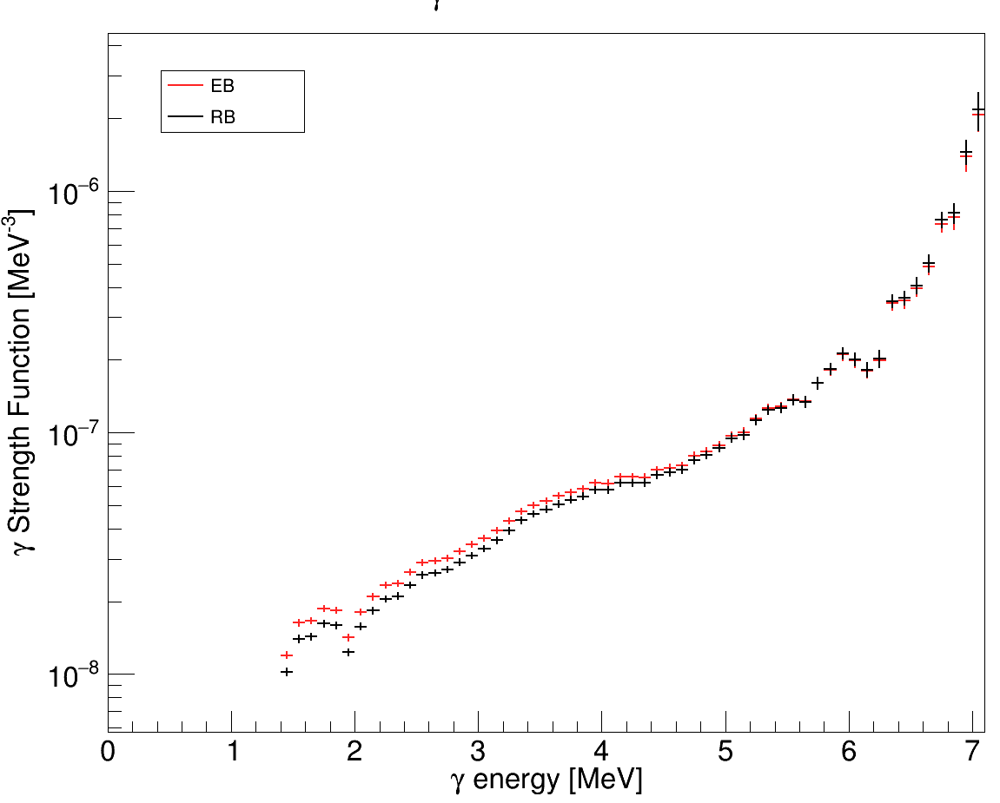 γ
EB
RB
10⁻⁶
10⁻⁷
10⁻⁸
γ Strength Function [MeV⁻³]
0 1 2 3 4 5 6 7
γ energy [MeV]